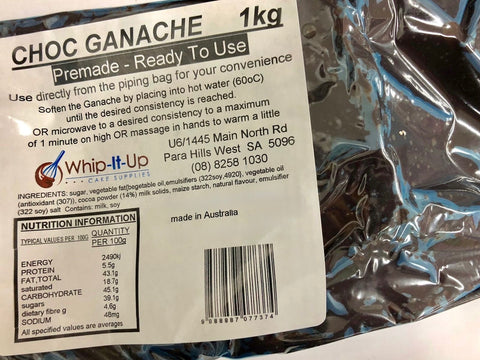 CHOC GANACHE 1kg
Premade - Ready To Use
Use directly from the piping bag for your convenience
Soften the Ganache by placing into hot water (60oC)
until the desired consistency is reached.
OR microwave to a desired consistency to a maximum
of 1 minute on high OR massage in hands to warm a little
Whip-It-Up
CAKE SUPPLIES
U6/1445 Main North Rd
Para Hills West SA 5096
(08) 8258 1030
INGREDIENTS: sugar, vegetable fat[begetable oil,emulsifiers (322soy,492)], vegetable oil
(antioxidant (307)), cocoa powder (14%) milk solids, maize starch, natural flavour, emulsifier
(322 soy) salt Contains: milk, soy
made in Australia
NUTRITION INFORMATION
TYPICAL VALUES PER 100G QUANTITY
PER 100g
ENERGY 2490kj
PROTEIN 5.5g
FAT,TOTAL 43.1g
saturated 18.7g
CARBOHYDRATE 45.1g
sugars 39.1g
dietary fibre g 4.6g
SODIUM 48mg
All specified values are averages
9 088987 077374